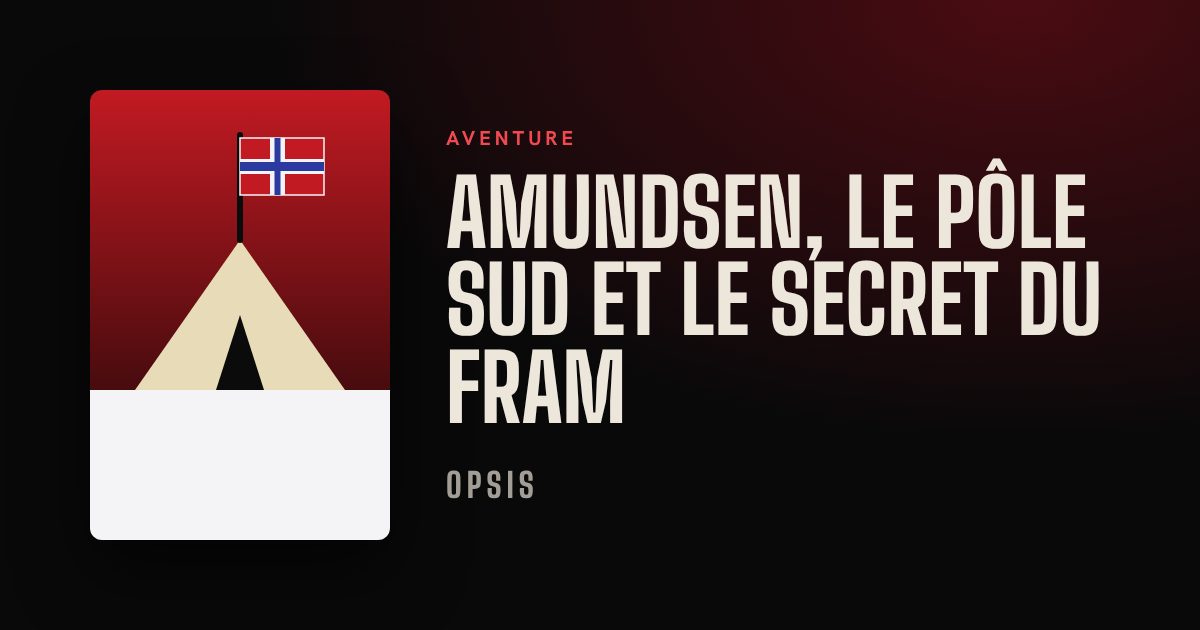 AVENTURE
AMUNDSEN, LE PÔLE
SUD ET LE SECRET DU
FRAM
OPSIS